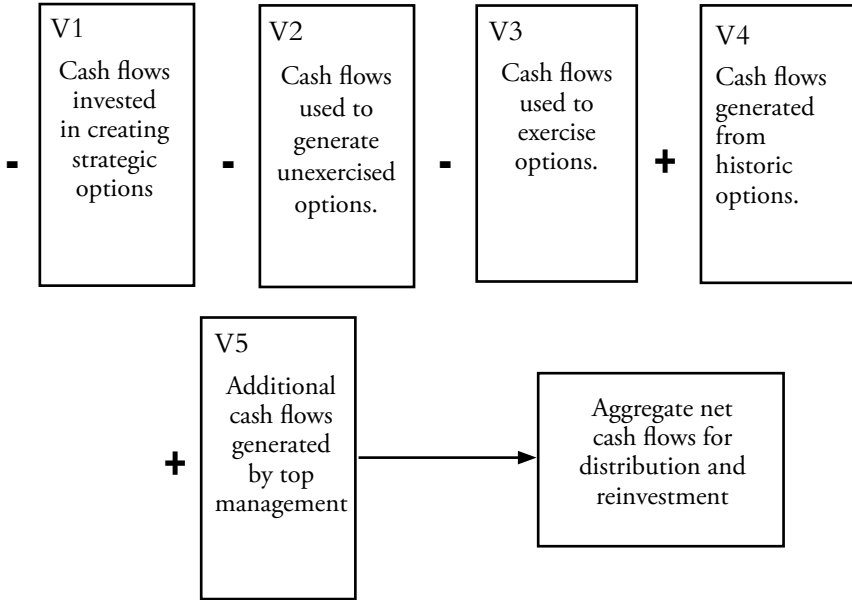 V1
Cash flows
invested
in creating
strategic
options
-
V2
Cash flows
used to
generate
unexercised
options.
-
V3
Cash flows
used to
exercise
options.
-
V4
Cash flows
generated
from
historic
options.
+
V5
Additional
cash flows
generated
by top
management
+
Aggregate net
cash flows for
distribution and
reinvestment